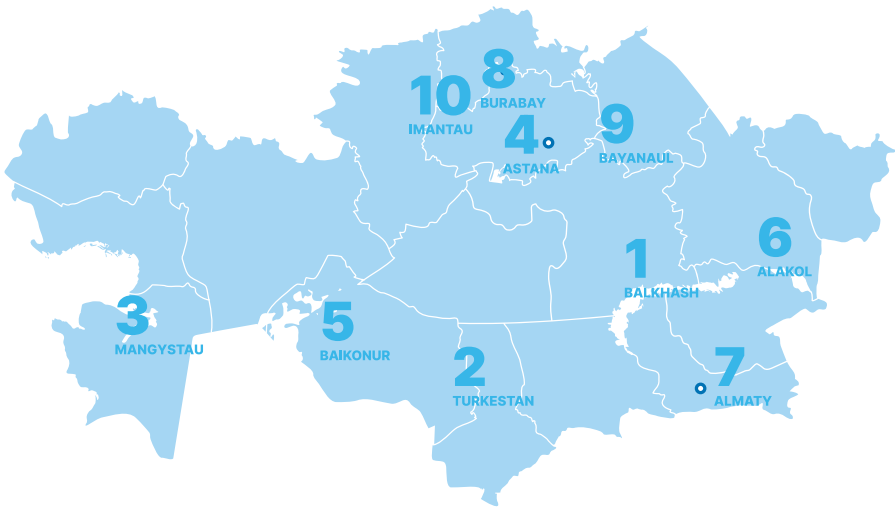 8
BURABAY
10
IMANTAU
4
ASTANA
9
BAYANAUL
6
ALAKOL
1
BALKHASH
3
MANGYSTAU
5
BAIKONUR
2
TURKESTAN
7
ALMATY